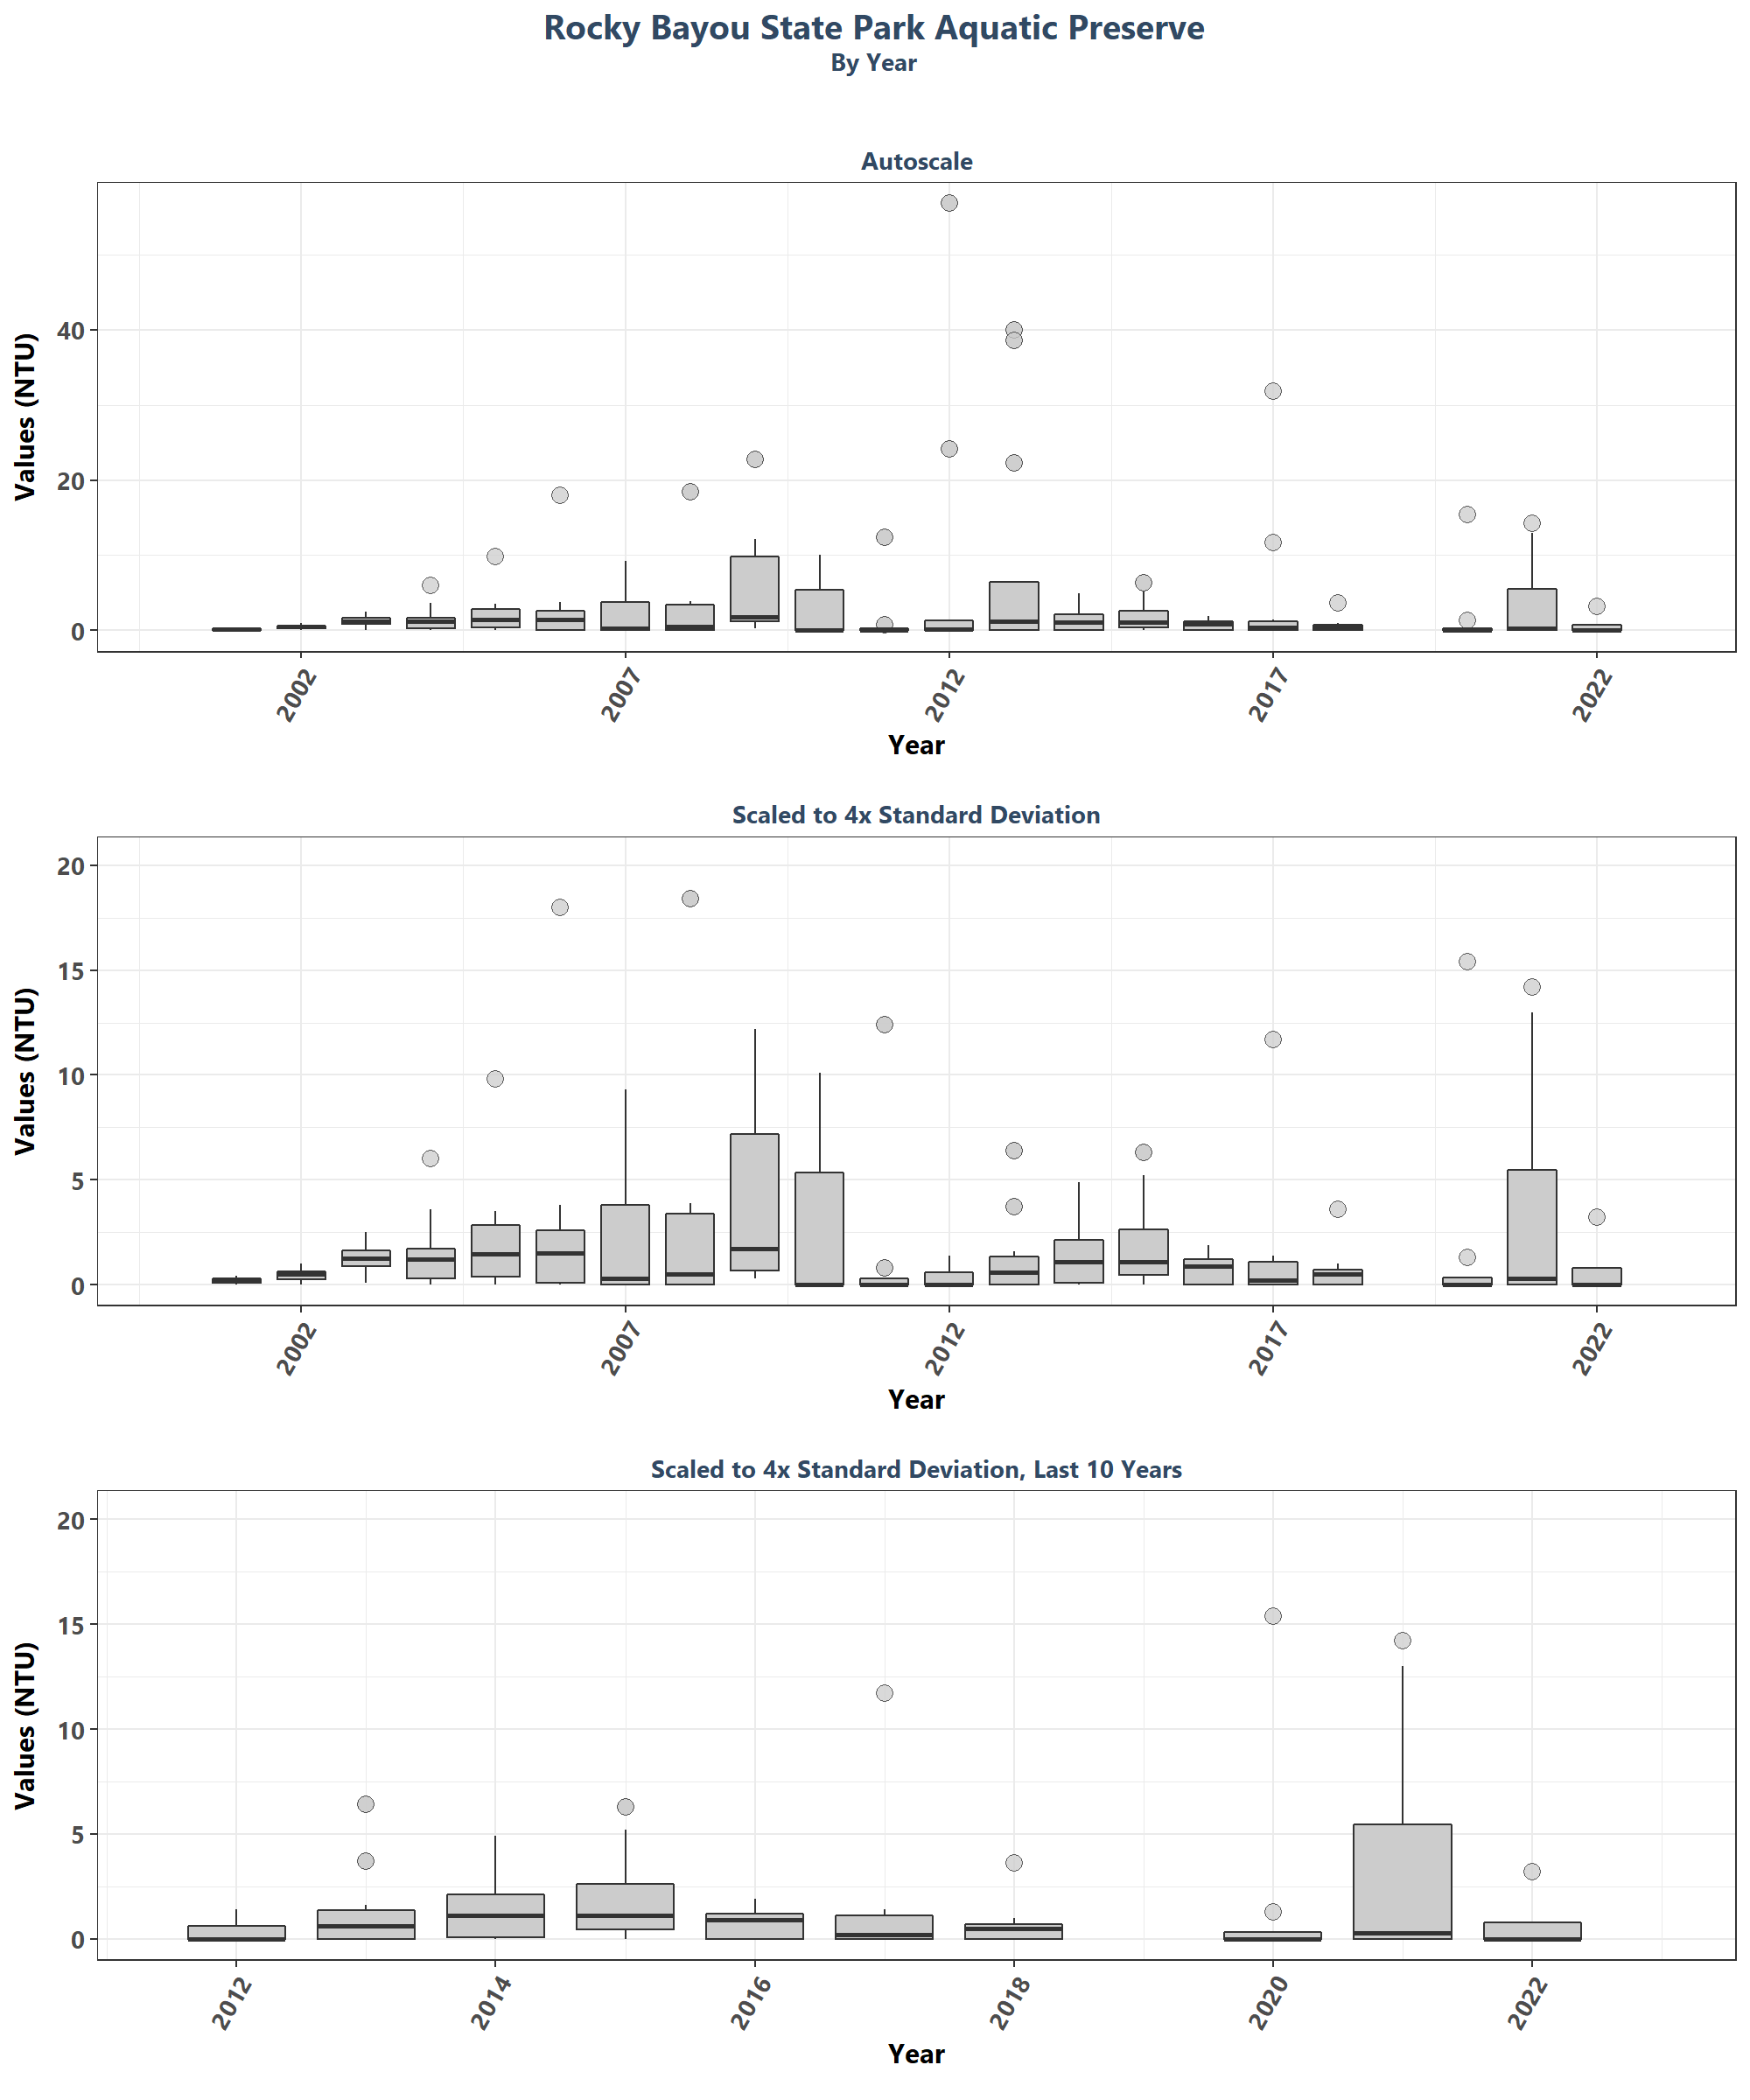 Rocky Bayou State Park Aquatic Preserve
By Year
Autoscale
Values (NTU)
40
20
0
2002 2007 2012 2017 2022
Year
Scaled to 4x Standard Deviation
Values (NTU)
20
15
10
5
0
2002 2007 2012 2017 2022
Year
Scaled to 4x Standard Deviation, Last 10 Years
Values (NTU)
20
15
10
5
0
2012 2014 2016 2018 2020 2022
Year